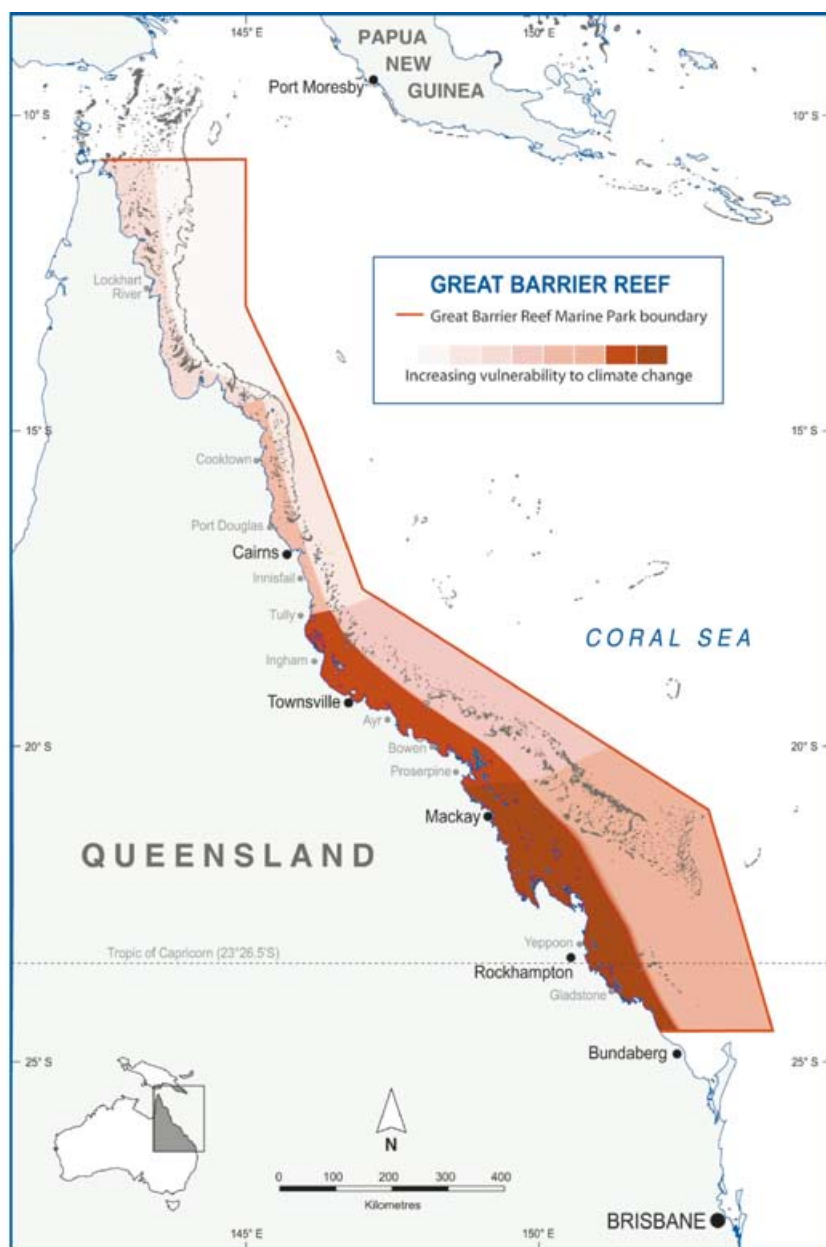 145° E
150° E
PAPUA
NEW
GUINEA
Port Moresby
10° S
10° S
Lockhart
River
GREAT BARRIER REEF
Great Barrier Reef Marine Park boundary
Increasing vulnerability to climate change
15° S
15° S
Cooktown
Port Douglas
Cairns
Innisfail
Tully
CORAL SEA
Ingham
Townsville
Ayr
20° S
20° S
Bowen
Proserpine
Mackay
QUEENSLAND
Yeppoon
Tropic of Capricorn (23°26.5'S)
Rockhampton
Gladstone
Bundaberg
25° S
25° S
N
0 100 200 300 400
Kilometres
BRISBANE
145° E
150° E